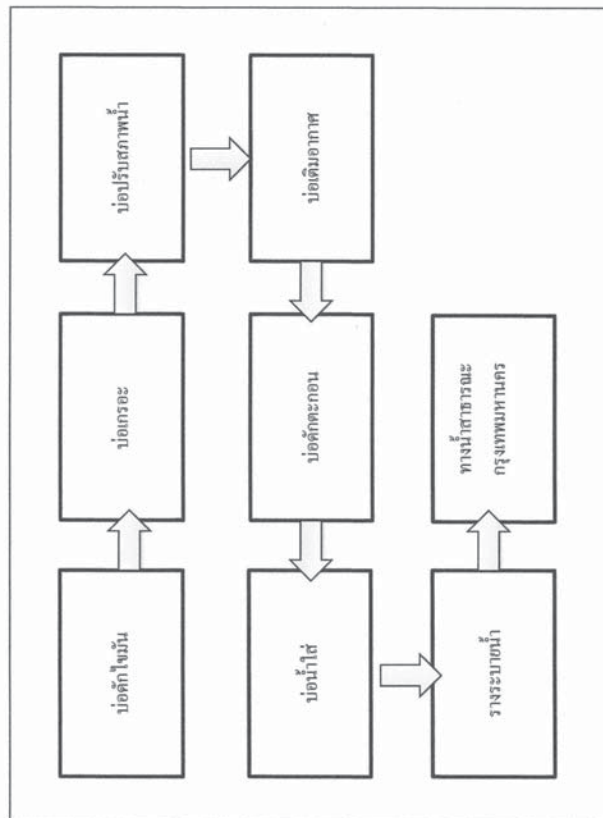 บ่อดักไขมัน
บ่อเกรอะ
บ่อปรับสภาพน้ำ
บ่อเติมอากาศ
บ่อดักตะกอน
บ่อน้ำใส่
รางระบายน้ำ
ทางน้ำสาธารณะ
กรุงเทพมหานคร